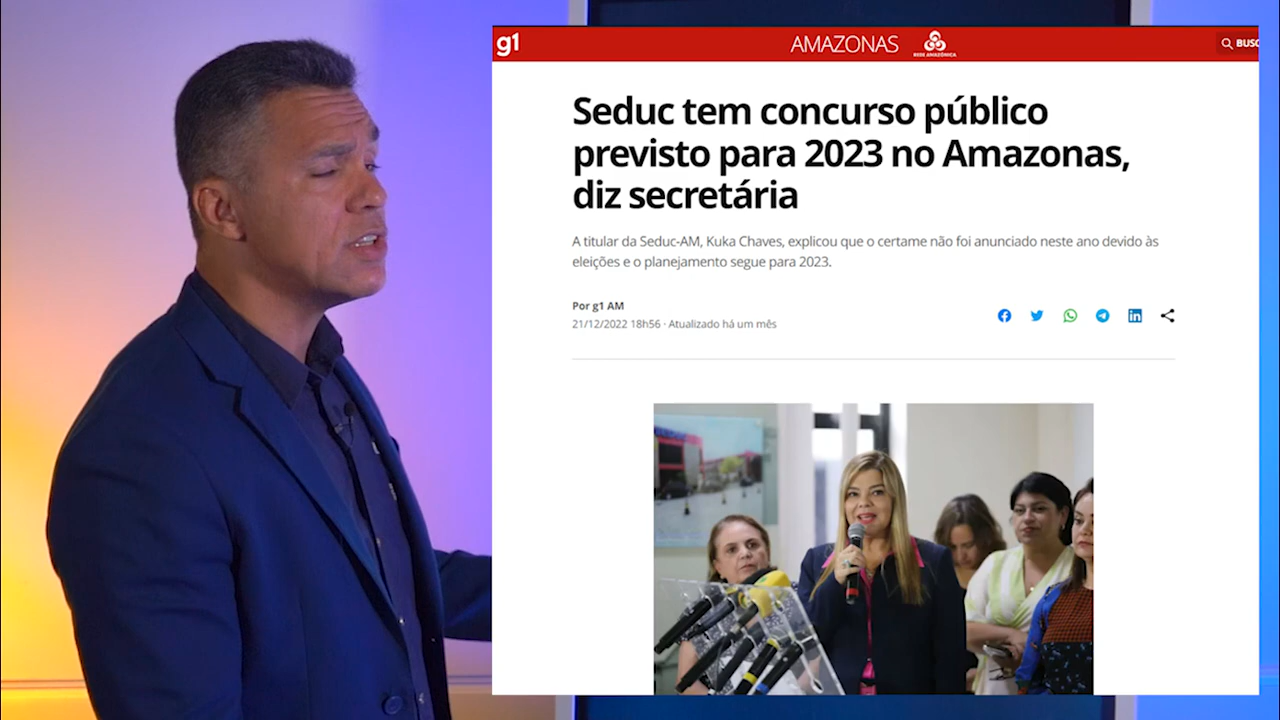 g1
AMAZONAS
REDE AMAZÔNICA
BUSC
Seduc tem concurso público
previsto para 2023 no Amazonas,
diz secretária
A titular da Seduc-AM, Kuka Chaves, explicou que o certame não foi anunciado neste ano devido às
eleições e o planejamento segue para 2023.
Por g1 AM
21/12/2022 18h56 · Atualizado há um mês